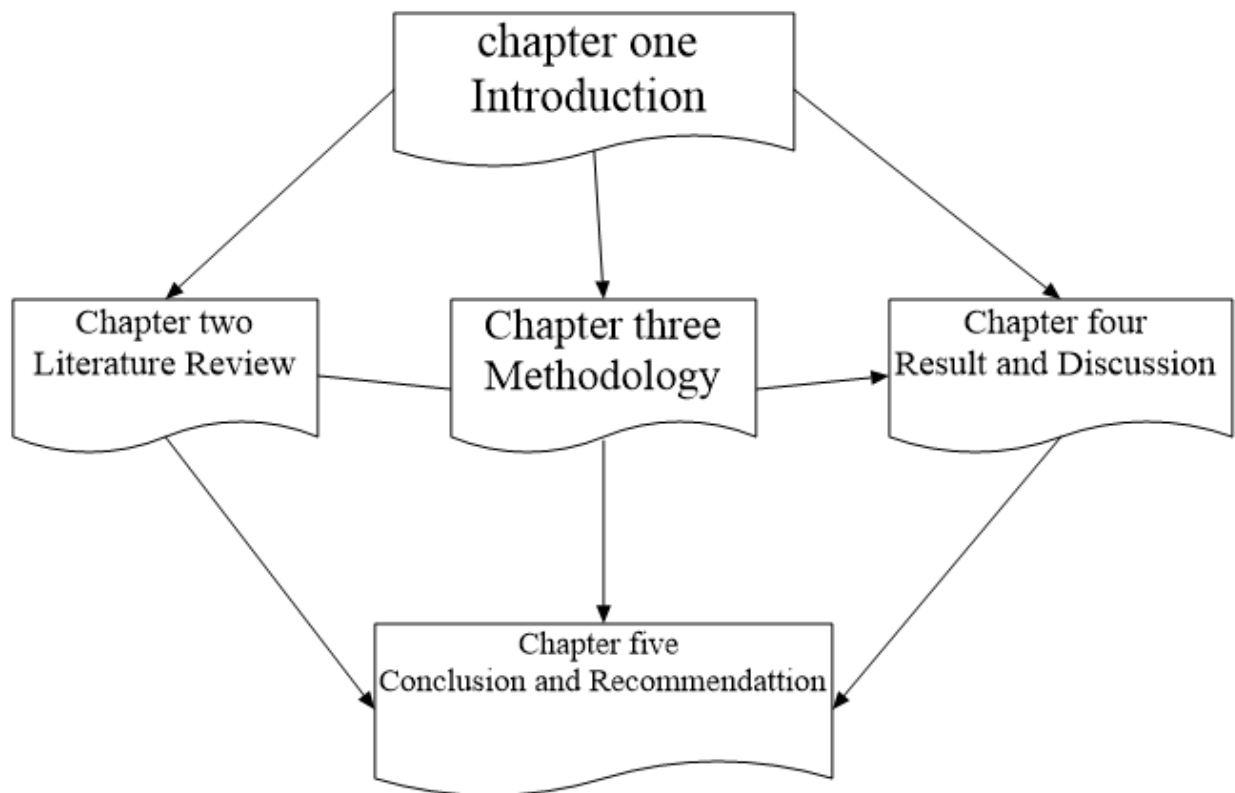 chapter one
Introduction
Chapter two
Literature Review
Chapter three
Methodology
Chapter four
Result and Discussion
Chapter five
Conclusion and Recommendattion